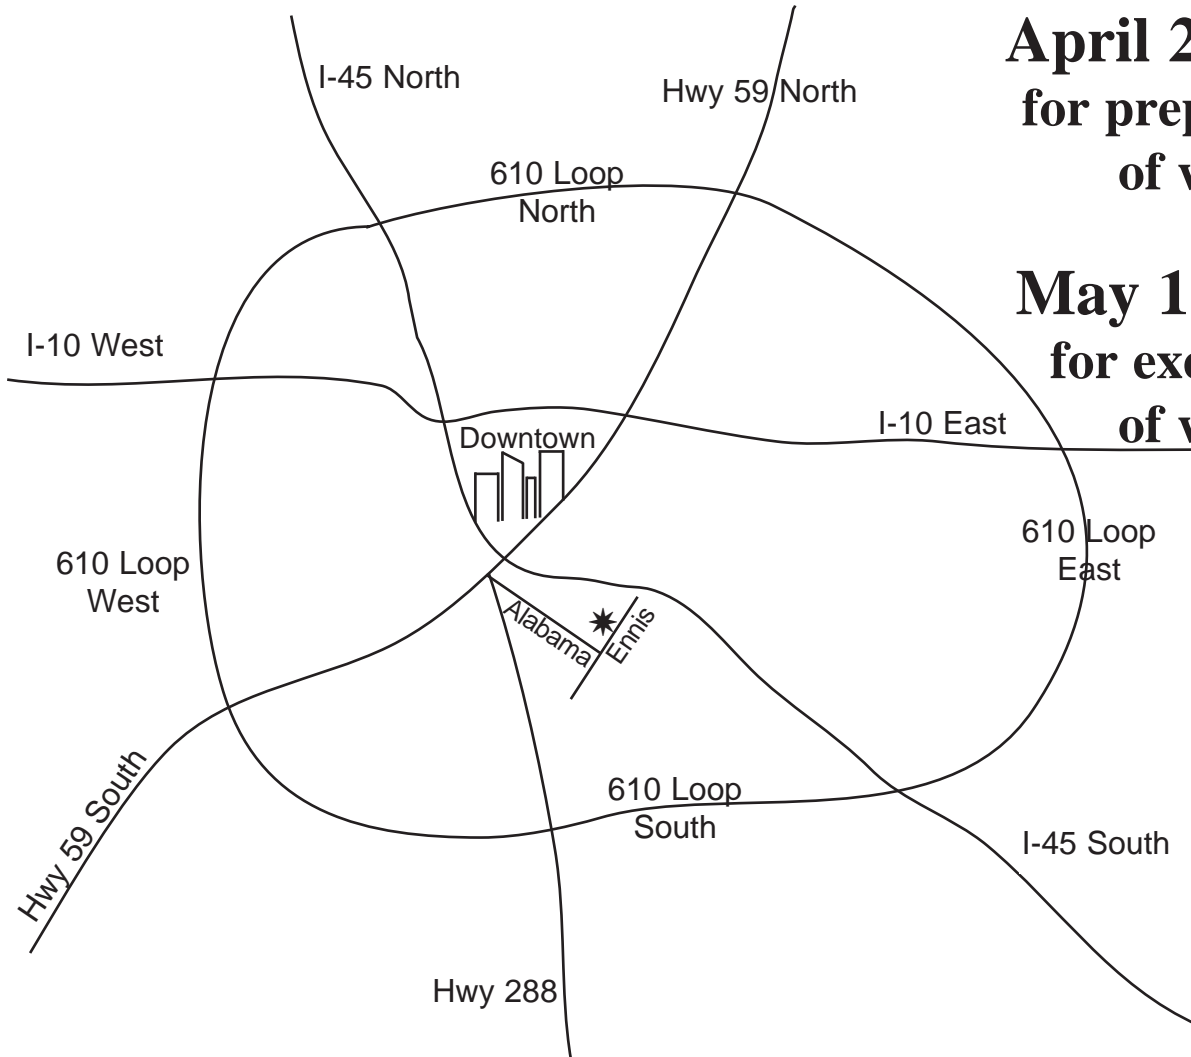 I-45 North
Hwy 59 North
610 Loop
North
I-10 West
I-10 East
Downtown
610 Loop
East
610 Loop
West
Alabama
Ennis
610 Loop
South
Hwy 59 South
I-45 South
Hwy 288
April 2
for prep
of
May 1
for exe
of